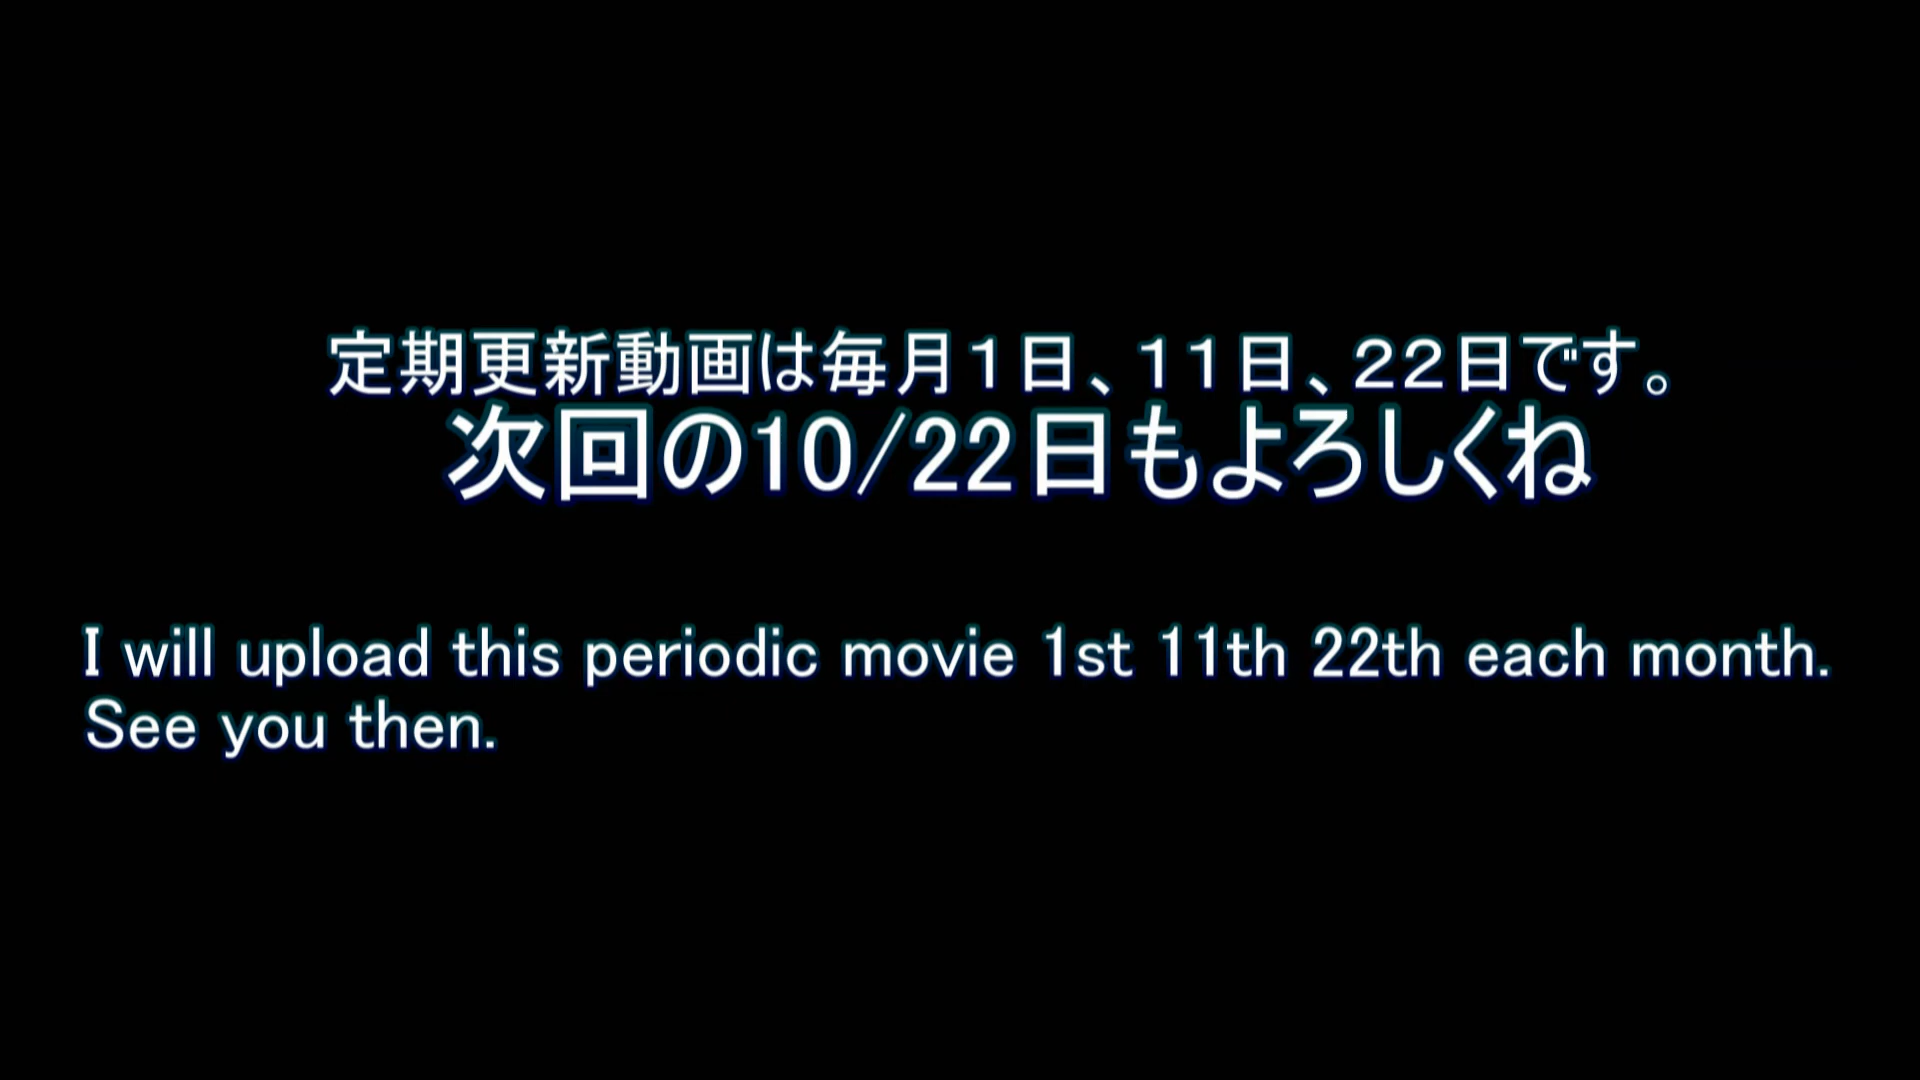 定期更新動画は毎月１日、１１日、２２日です。
次回の10/22日もよろしくね
I will upload this periodic movie 1st 11th 22th each month.
See you then.